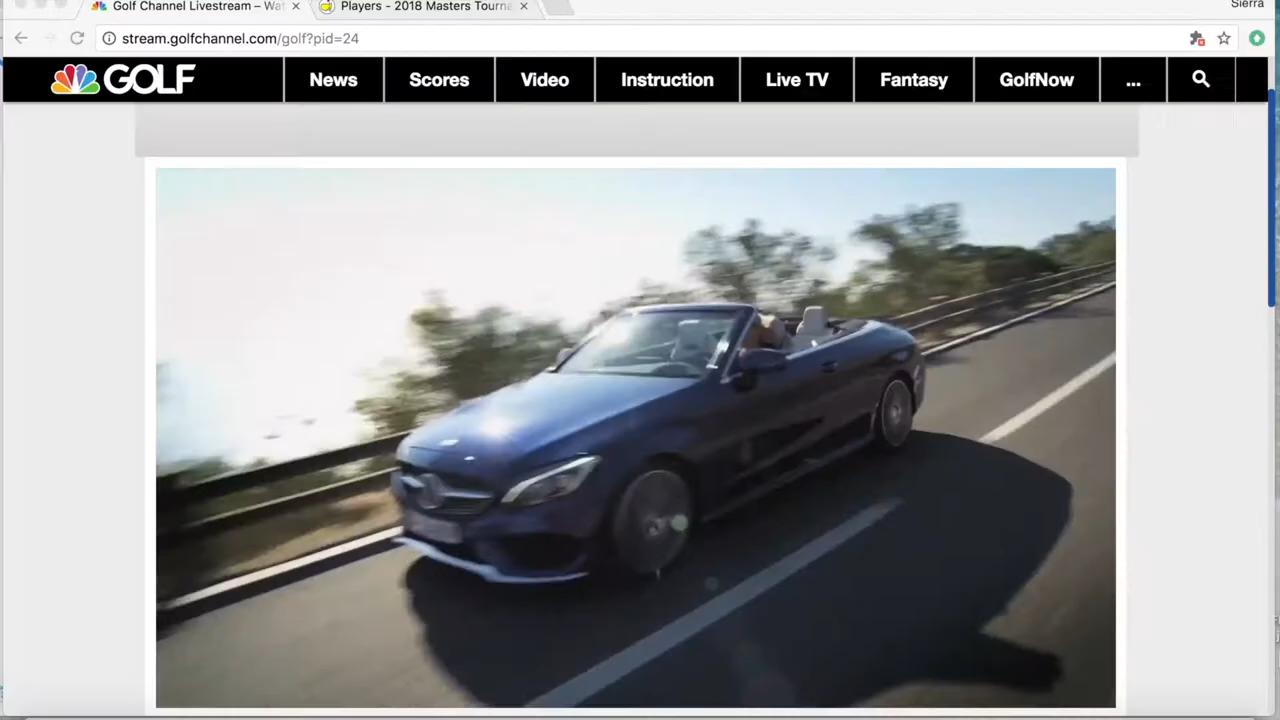 Golf Channel Livestream – Wat
Players - 2018 Masters Tourna
Sierra
stream.golfchannel.com/golf?pid=24
GOLF
News
Scores
Video
Instruction
Live TV
Fantasy
GolfNow
...